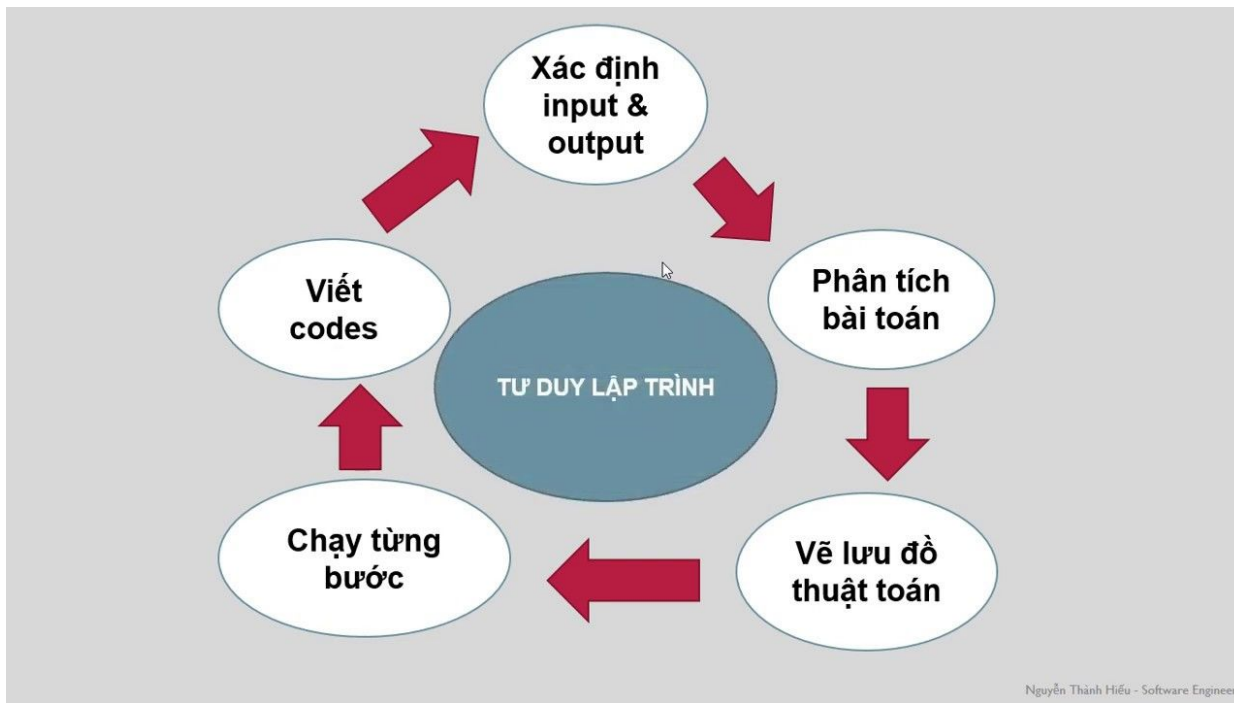 Xác định
input &
output
Phân tích
bài toán
Vẽ lưu đồ
thuật toán
Chạy từng
bước
Viết
codes
TƯ DUY LẬP TRÌNH
Nguyễn Thành Hiếu - Software Engineer